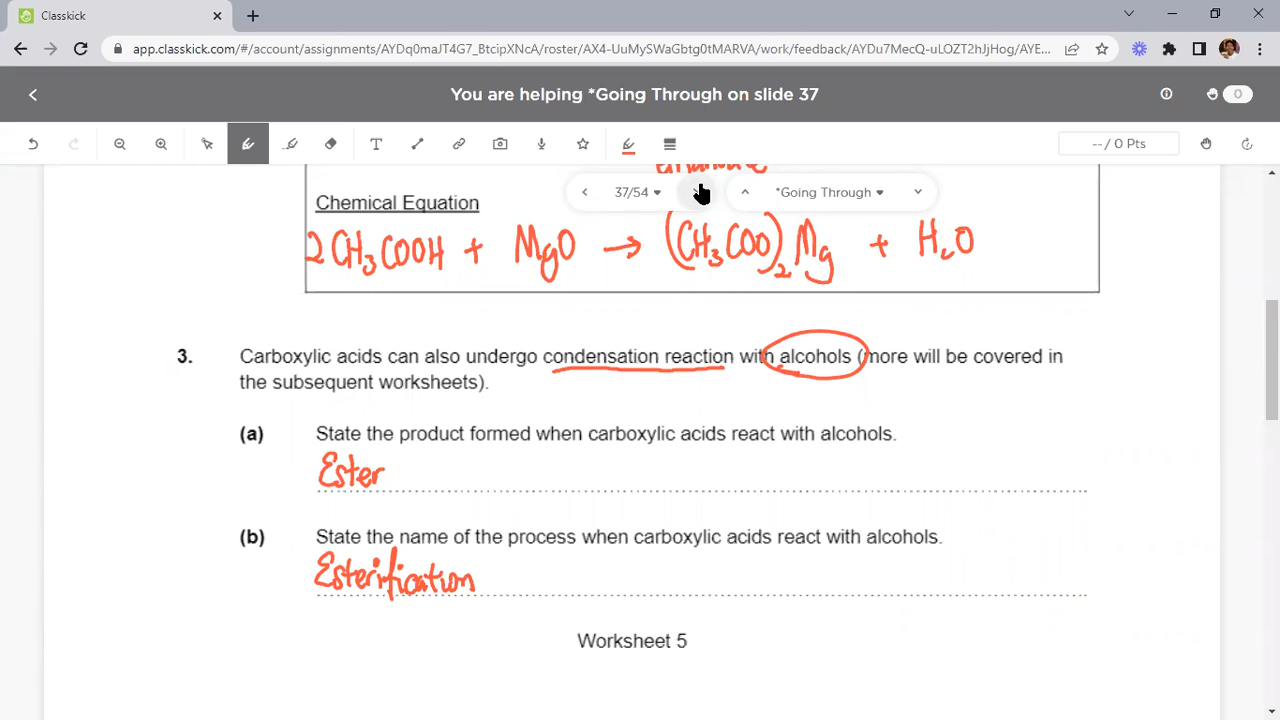 Classkick
app.classkick.com/#/account/assignments/AYDq0maJT4G7_BtcipXNcA/roster/AX4-UuMySWaGbtg0tMARVA/work/feedback/AYDu7MecQ-uLOZT2hJjHog/AYE...
You are helping *Going Through on slide 37
0
-- / 0 Pts
37/54
*Going Through
Chemical Equation
2CH₃COOH + MgO → (CH₃COO)₂Mg + H₂O
3. Carboxylic acids can also undergo condensation reaction with alcohols (more will be covered in
the subsequent worksheets).
(a) State the product formed when carboxylic acids react with alcohols.
Ester
(b) State the name of the process when carboxylic acids react with alcohols.
Esterification
Worksheet 5